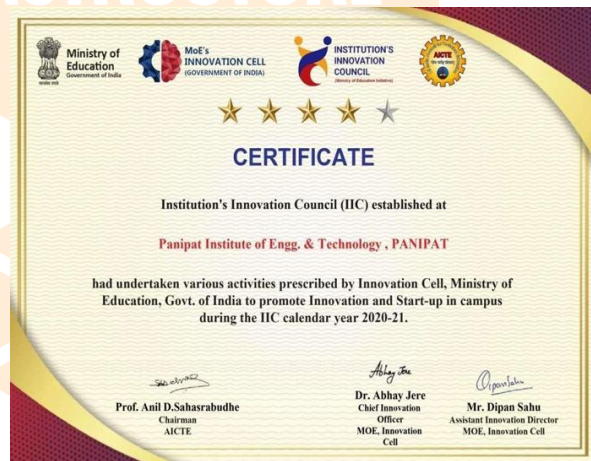 Ministry of
Education
Government of India
MoE's
INNOVATION CELL
(GOVERNMENT OF INDIA)
INSTITUTION'S
INNOVATION
COUNCIL
(Ministry of Education Initiative)
AICTE
CERTIFICATE
Institution's Innovation Council (IIC) established at
Panipat Institute of Engg. & Technology , PANIPAT
had undertaken various activities prescribed by Innovation Cell, Ministry of
Education, Govt. of India to promote Innovation and Start-up in campus
during the IIC calendar year 2020-21.
Abhay Jere
Dipan Sahu
Prof. Anil D.Sahasrabudhe
Chairman
AICTE
Dr. Abhay Jere
Chief Innovation
Officer
MOE, Innovation
Cell
Mr. Dipan Sahu
Assistant Innovation Director
MOE, Innovation Cell